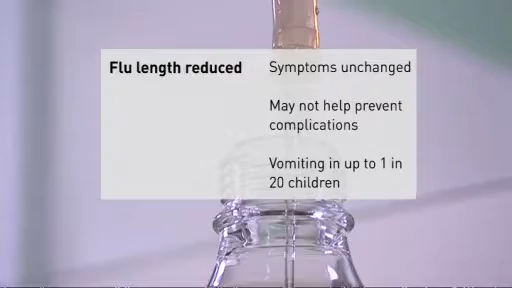 Flu length reduced
Symptoms unchanged
May not help prevent
complications
Vomiting in up to 1 in
20 children